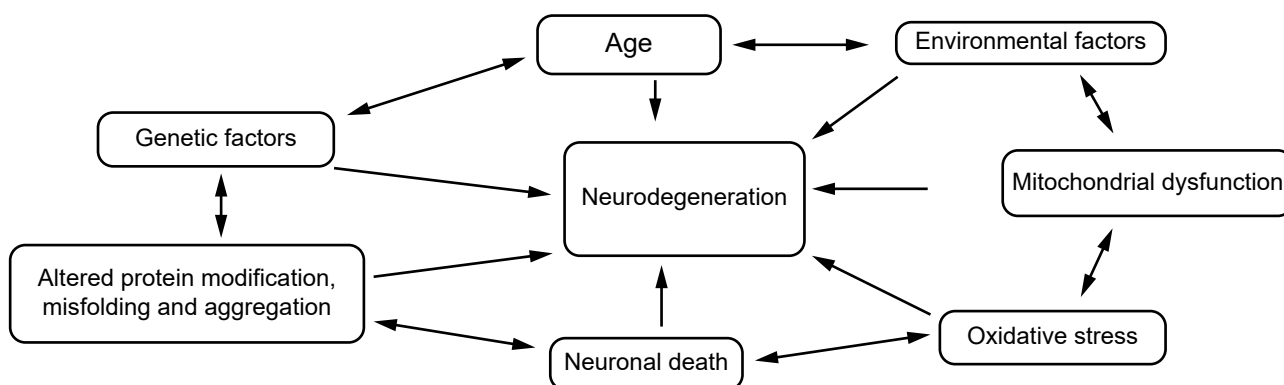 Age
Environmental factors
Genetic factors
Neurodegeneration
Mitochondrial dysfunction
Altered protein modification,
misfolding and aggregation
Neuronal death
Oxidative stress